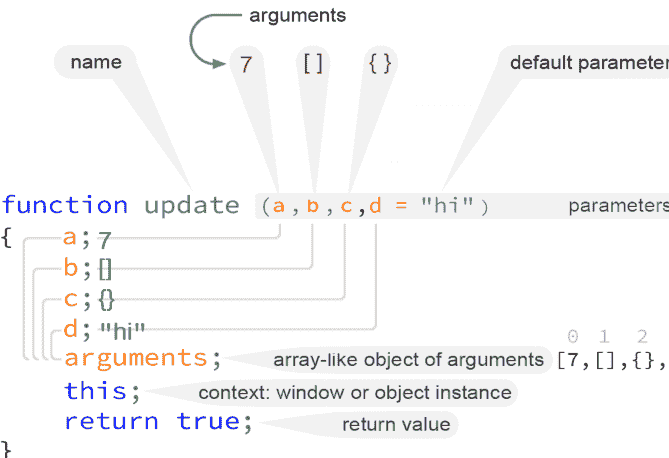 arguments
name 7 [] {} default parameter
function update (a,b,c,d = "hi") parameters
{ a; 7
b; []
c; {}
d; "hi"
0 1 2
arguments; array-like object of arguments [7,[],{},
this; context: window or object instance
return true; return value
}